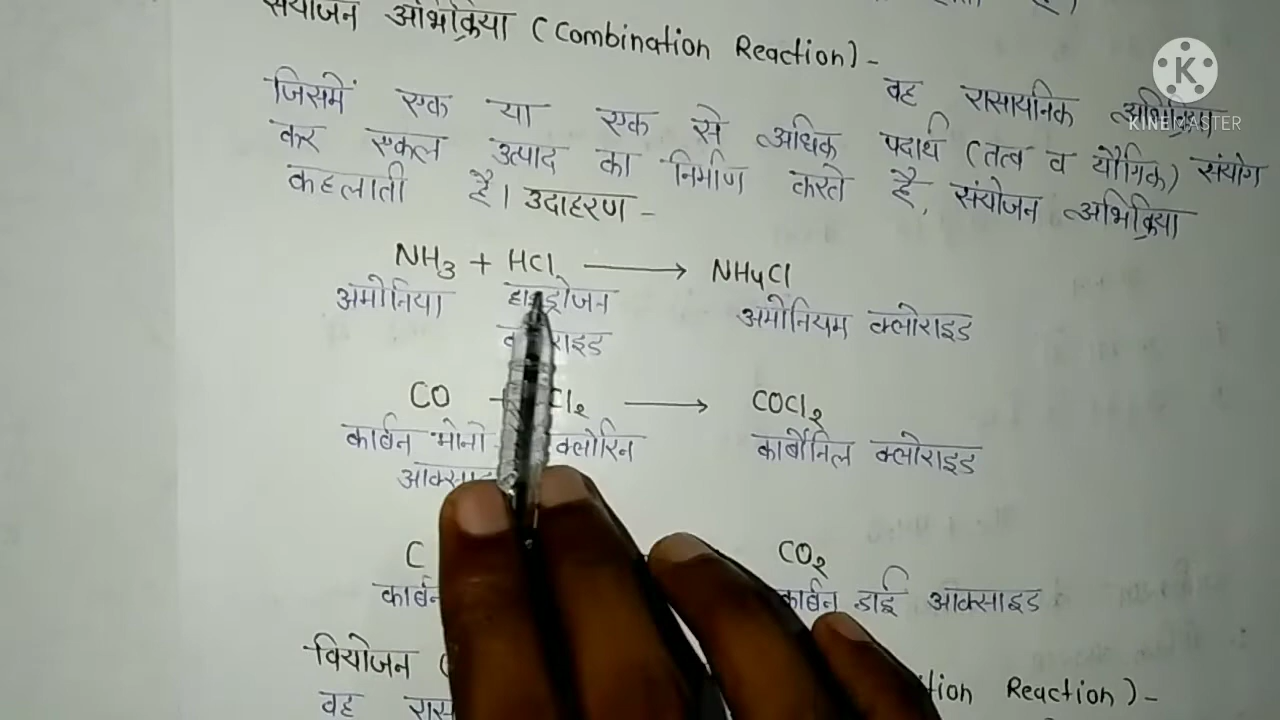 संयोजन अभिक्रिया (Combination Reaction) -
वह रासायनिक अभिक्रिया
जिसमें एक या एक से अधिक पदार्थ (तत्व व यौगिक) संयोग
कर एकल उत्पाद का निर्माण करते है, संयोजन अभिक्रिया
कहलाती है। उदाहरण -
NH₃ + HCl ⟶ NH₄Cl
अमोनिया हाइड्रोजन अमोनियम क्लोराइड
CO + Cl₂ ⟶ COCl₂
कार्बन मोनो क्लोरिन कार्बोनिल क्लोराइड
C CO₂
कार्बन कार्बन डाई आक्साइड
वियोजन ( Reaction) -
वह
K
KINEMASTER